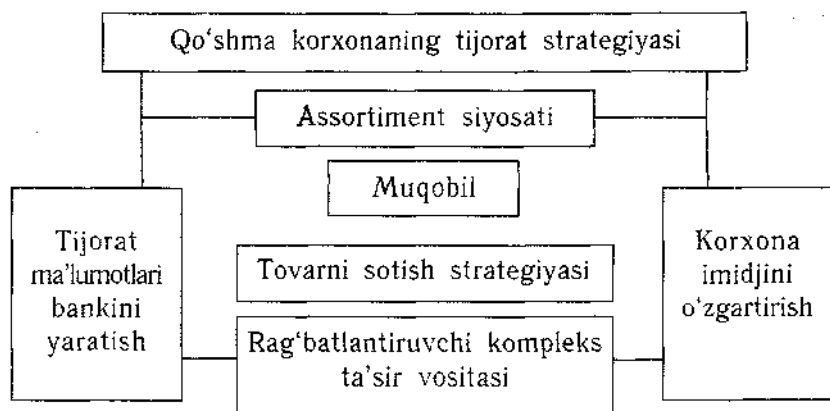 Qo‘shma korxonaning tijorat strategiyasi
Assortiment siyosati
Muqobil
Tijorat
ma’lumotlari
bankini
yaratish
Tovarni sotish strategiyasi
Rag‘batlantiruvchi kompleks
ta’sir vositasi
Korxona
imidjini
o‘zgartirish